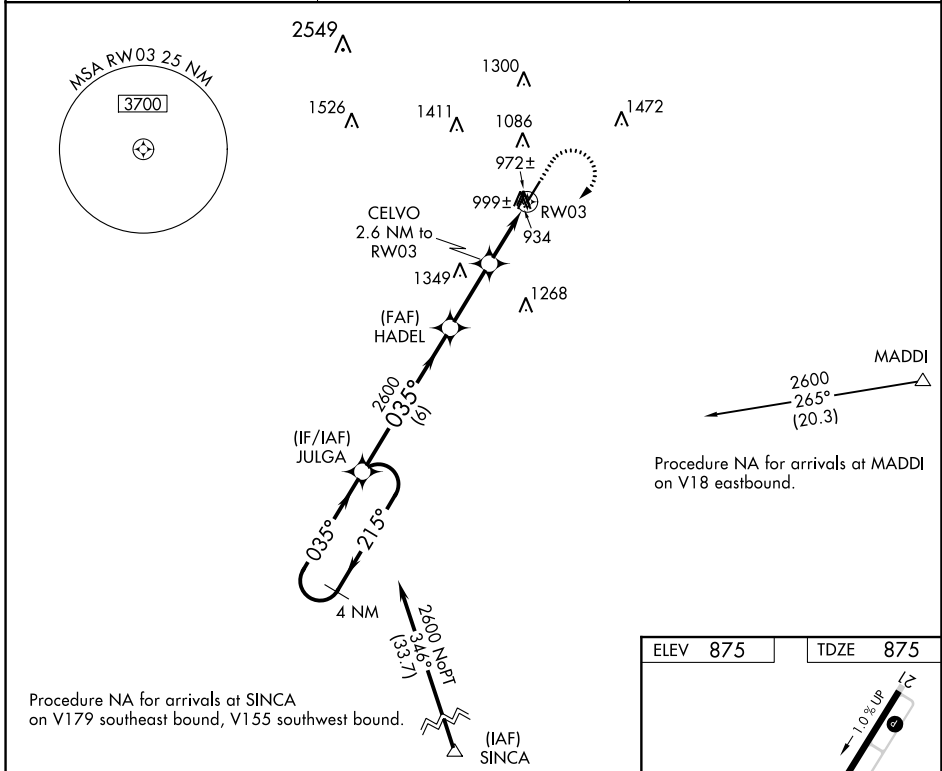 MSA RW03 25 NM
3700
2549
1300
1526
1411
1086
1472
972±
999±
RW03
934
CELVO
2.6 NM to
RW03
1349
1268
(FAF)
HADEL
MADDI
2600
265°
(20.3)
2600
035°
(6)
(IF/IAF)
JULGA
Procedure NA for arrivals at MADDI
on V18 eastbound.
035°
215°
4 NM
2600 NoPT
346°
(33.7)
ELEV 875
TDZE 875
Procedure NA for arrivals at SINCA
on V179 southeast bound, V155 southwest bound.
(IAF)
SINCA
21
1.0% UP
P